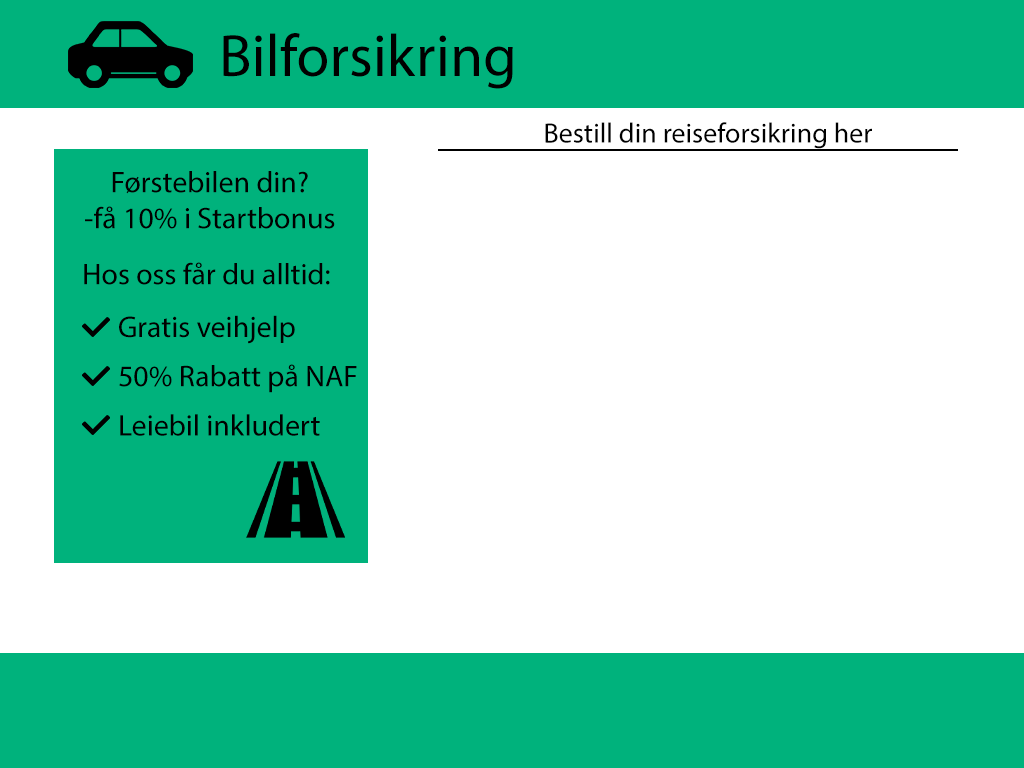 Bilforsikring
Bestill din reiseforsikring her
Førstebilen din?
-få 10% i Startbonus
Hos oss får du alltid:
Gratis veihjelp
50% Rabatt på NAF
Leiebil inkludert